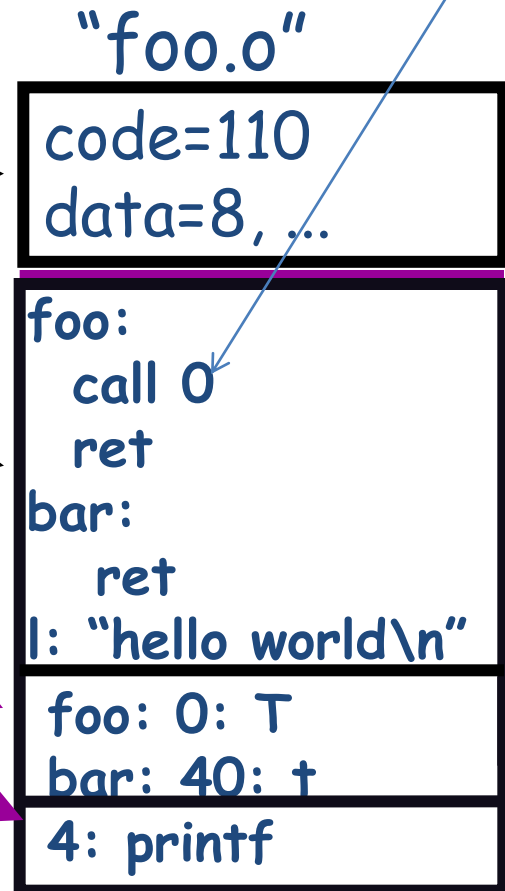 “foo.o”
code=110
data=8, ...
foo:
call 0
ret
bar:
ret
l: “hello world\n”
foo: 0: T
bar: 40: t
4: printf